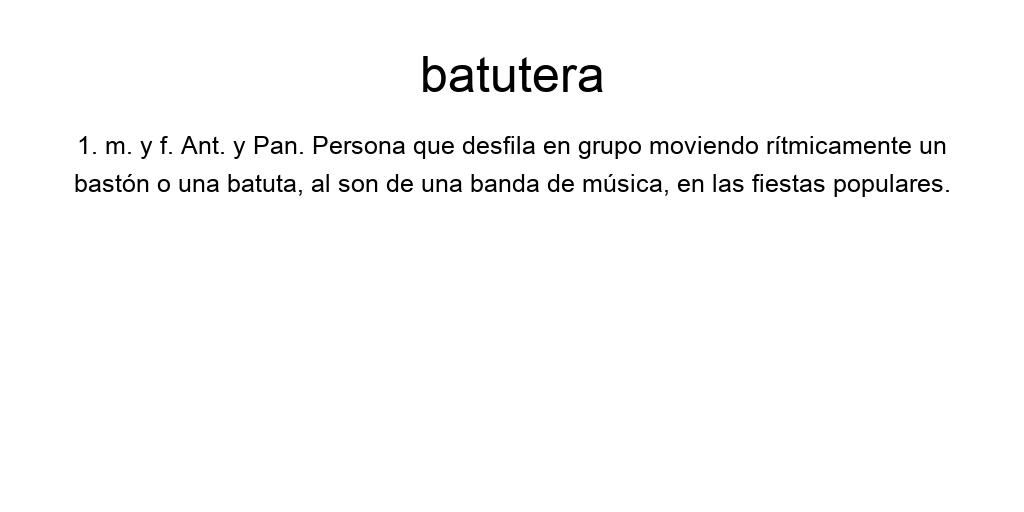 batutera
1. m. y f. Ant. y Pan. Persona que desfila en grupo moviendo rítmicamente un
bastón o una batuta, al son de una banda de música, en las fiestas populares.